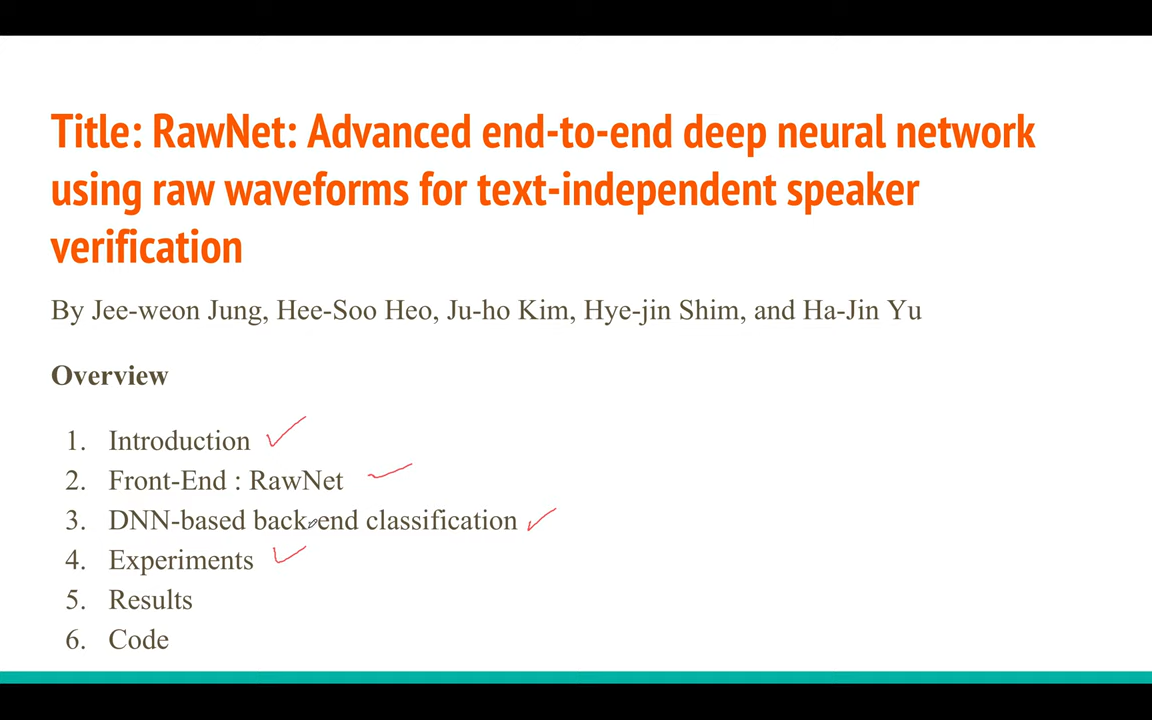 Title: RawNet: Advanced end-to-end deep neural network
using raw waveforms for text-independent speaker
verification
By Jee-weon Jung, Hee-Soo Heo, Ju-ho Kim, Hye-jin Shim, and Ha-Jin Yu
Overview
1. Introduction
2. Front-End : RawNet
3. DNN-based back-end classification
4. Experiments
5. Results
6. Code